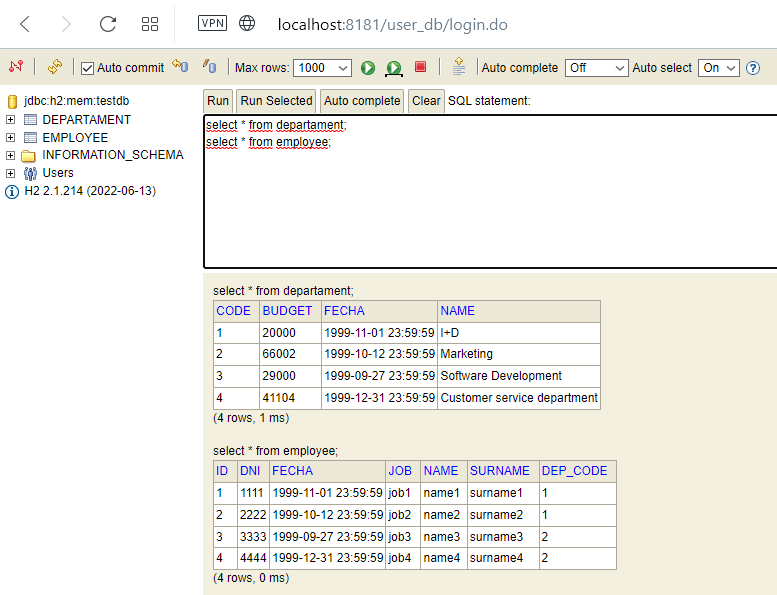 VPN localhost:8181/user_db/login.do
Auto commit Max rows: 1000 Auto complete Off Auto select On ?
jdbc:h2:mem:testdb
DEPARTAMENT
EMPLOYEE
INFORMATION_SCHEMA
Users
H2 2.1.214 (2022-06-13)
Run Run Selected Auto complete Clear SQL statement:
select * from departament;
select * from employee;
select * from departament;
CODE BUDGET FECHA NAME
1 20000 1999-11-01 23:59:59 I+D
2 66002 1999-10-12 23:59:59 Marketing
3 29000 1999-09-27 23:59:59 Software Development
4 41104 1999-12-31 23:59:59 Customer service department
(4 rows, 1 ms)
select * from employee;
ID DNI FECHA JOB NAME SURNAME DEP_CODE
1 1111 1999-11-01 23:59:59 job1 name1 surname1 1
2 2222 1999-10-12 23:59:59 job2 name2 surname2 1
3 3333 1999-09-27 23:59:59 job3 name3 surname3 2
4 4444 1999-12-31 23:59:59 job4 name4 surname4 2
(4 rows, 0 ms)